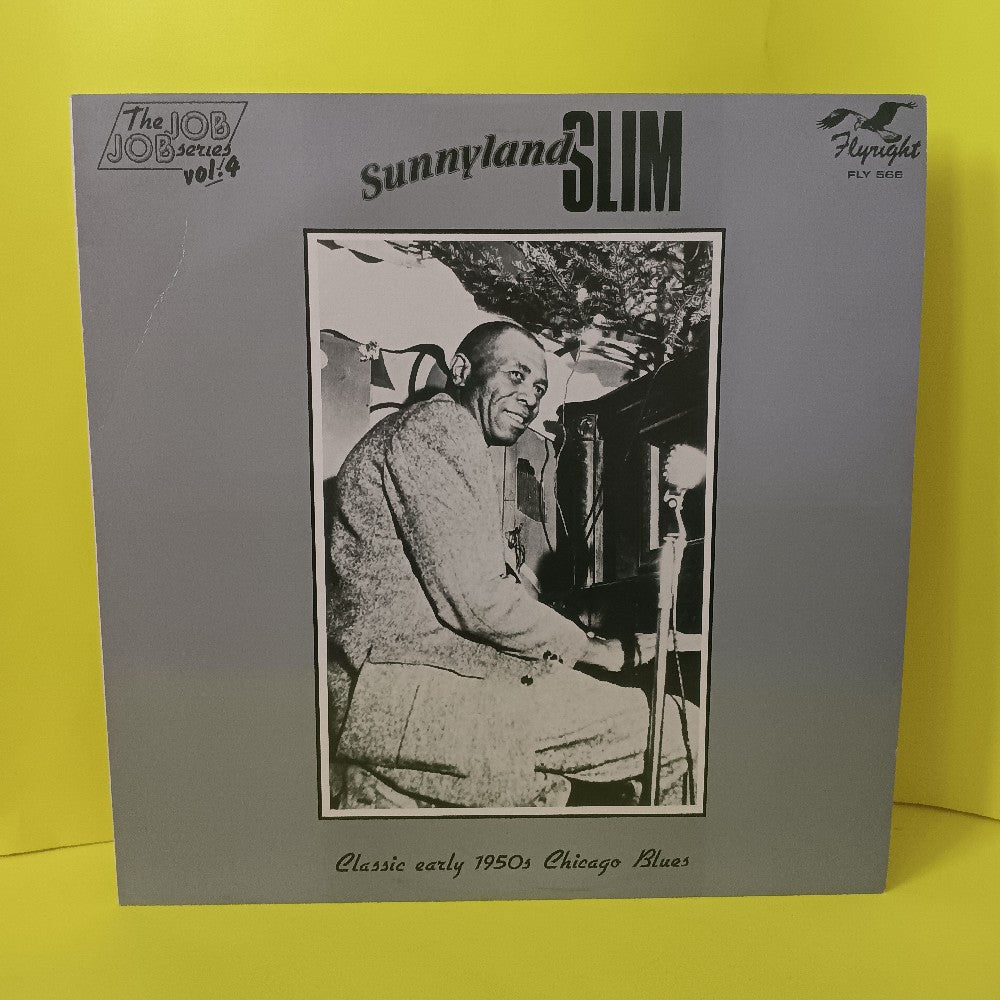 The JOB
JOB series
vol: 4
Sunnyland SLIM
Flyright
FLY 566
Classic early 1950s Chicago Blues